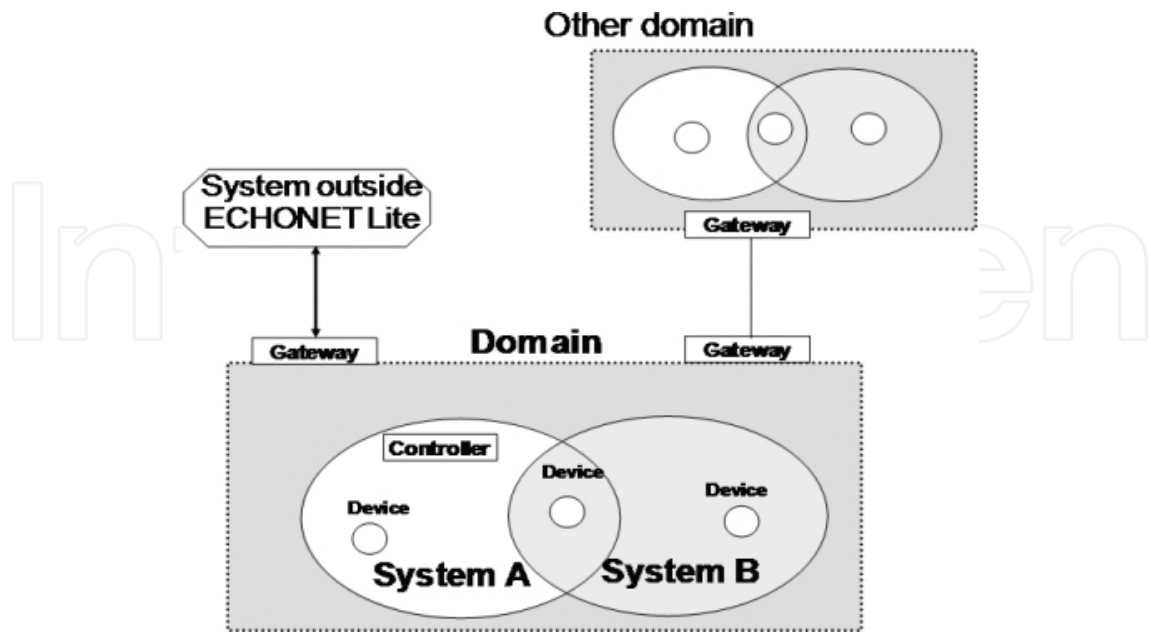 Other domain
System outside
ECHONET Lite
Gateway
Gateway
Domain
Gateway
Controller
Device
Device
Device
System A
System B